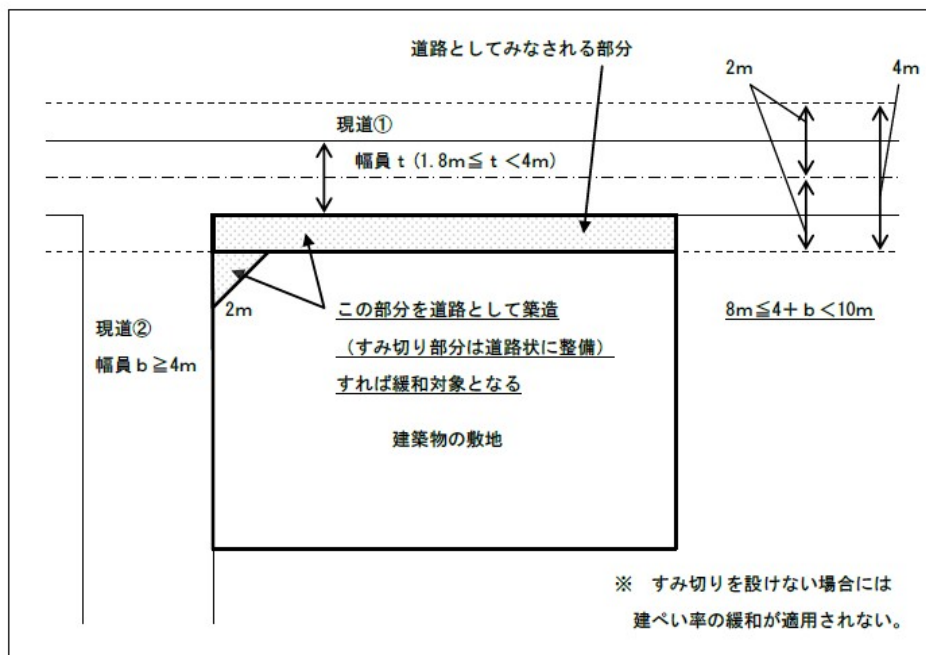 道路としてみなされる部分
2m
4m
現道①
幅員ｔ(1.8m≦ｔ<4m)
2m
現道②
幅員ｂ≧4m
この部分を道路として築造
（すみ切り部分は道路状に整備）
すれば緩和対象となる
8m≦4+ｂ<10m
建築物の敷地
※ すみ切りを設けない場合には
建ぺい率の緩和が適用されない。